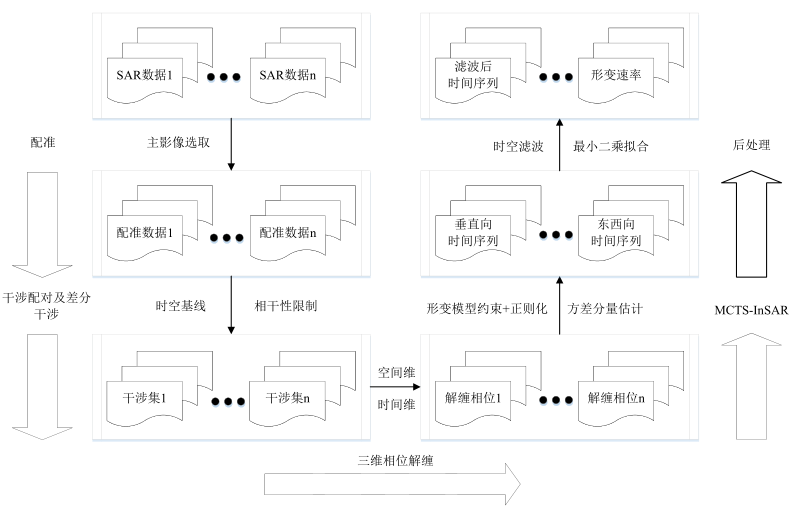 SAR数据1
SAR数据n
滤波后
时间序列
形变速率
配准
主影像选取
时空滤波
最小二乘拟合
后处理
配准数据1
配准数据n
垂直向
时间序列
东西向
时间序列
干涉配对及差分
干涉
时空基线
相干性限制
形变模型约束+正则化
方差分量估计
MCTS-InSAR
干涉集1
干涉集n
空间维
时间维
解缠相位1
解缠相位n
三维相位解缠